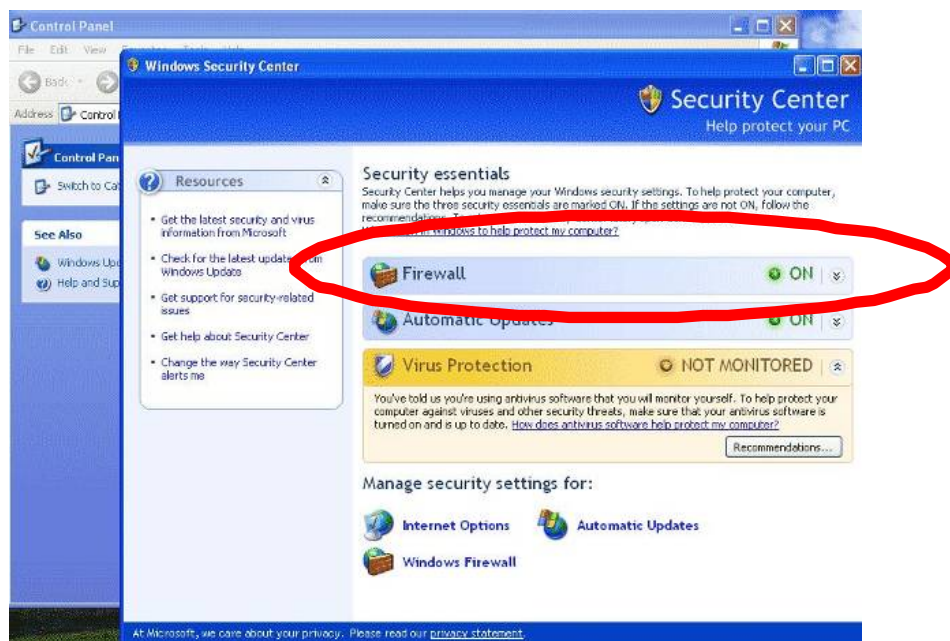 Control Panel
File Edit View
Back
Address Control
Control Pan
Switch to Cat
See Also
Windows Upd
Help and Sup
Windows Security Center
Security Center
Help protect your PC
Resources
• Get the latest security and virus
information from Microsoft
• Check for the latest updates from
Windows Update
• Get support for security-related
issues
• Get help about Security Center
• Change the way Security Center
alerts me
Security essentials
Security Center helps you manage your Windows security settings. To help protect your computer,
make sure the three security essentials are marked ON. If the settings are not ON, follow the
recommendations. To
in Windows to help protect my computer?
Firewall ON
Automatic Updates ON
Virus Protection NOT MONITORED
You've told us you're using antivirus software that you will monitor yourself. To help protect your
computer against viruses and other security threats, make sure that your antivirus software is
turned on and is up to date. How does antivirus software help protect my computer?
Recommendations...
Manage security settings for:
Internet Options Automatic Updates
Windows Firewall
At Microsoft, we care about your privacy. Please read our privacy statement.